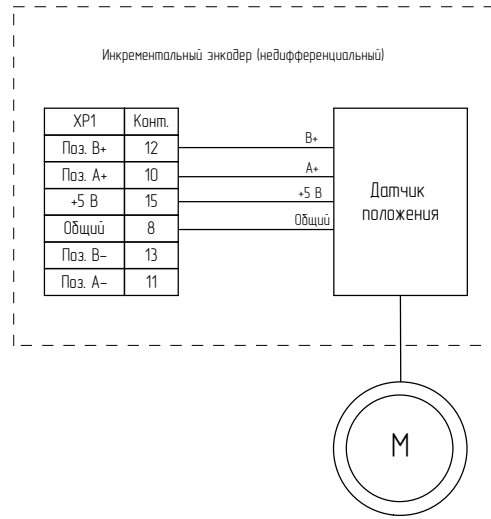 Инкрементальный энкодер (недифференциальный)
XP1 Конт.
Поз. B+ 12
Поз. A+ 10
+5 В 15
Общий 8
Поз. B– 13
Поз. A– 11
B+
A+
+5 В
Общий
Датчик
положения
М